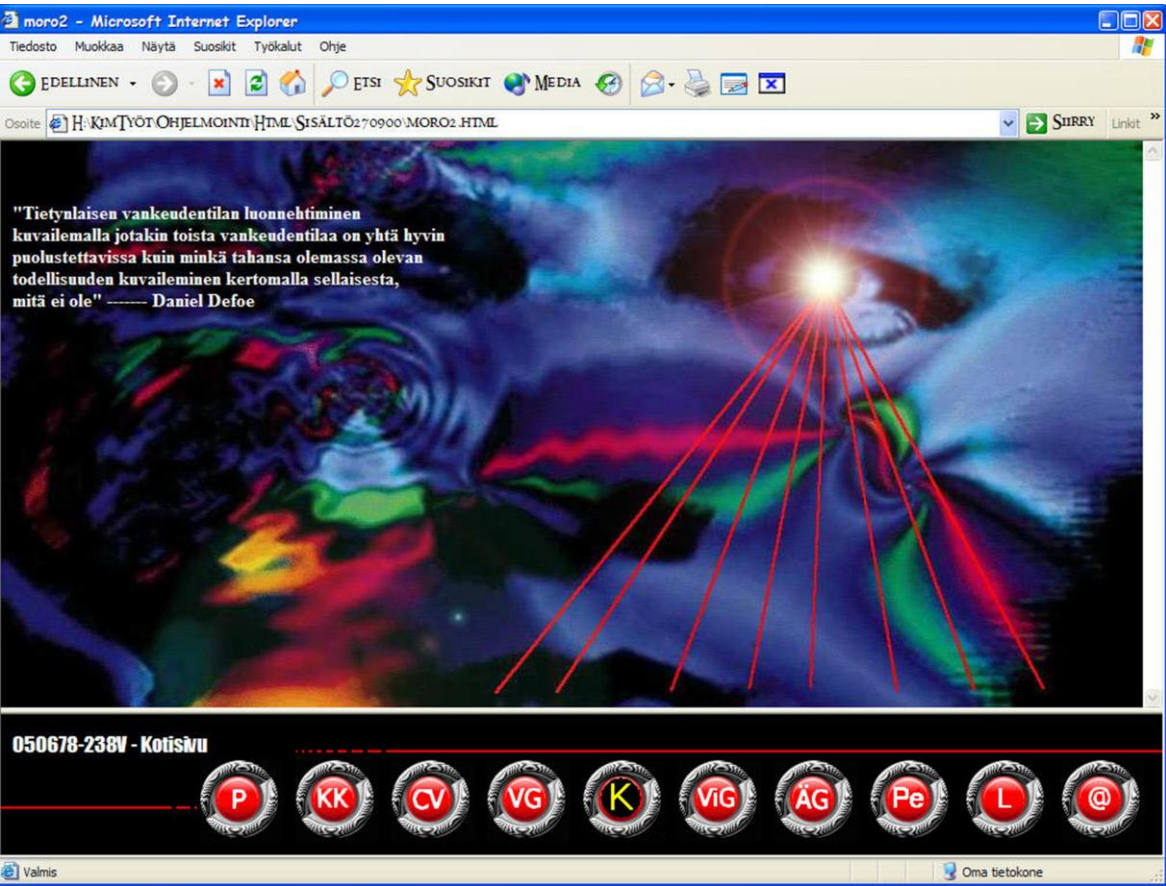 moro2 - Microsoft Internet Explorer
Tiedosto Muokkaa Näytä Suosikit Työkalut Ohje
Edellinen Etsi Suosikit Media
Osoite H:\KimTyöt\Ohjelmointi\Html\Sisältö270900\moro2.html Siirry Linkit »
"Tietynlaisen vankeudentilan luonnehtiminen
kuvailemalla jotakin toista vankeudentilaa on yhtä hyvin
puolustettavissa kuin minkä tahansa olemassa olevan
todellisuuden kuvaileminen kertomalla sellaisesta,
mitä ei ole" ------- Daniel Defoe
050678-238V - Kotisivu
P KK CV VG K ViG ÄG Pe L @
Valmis Oma tietokone